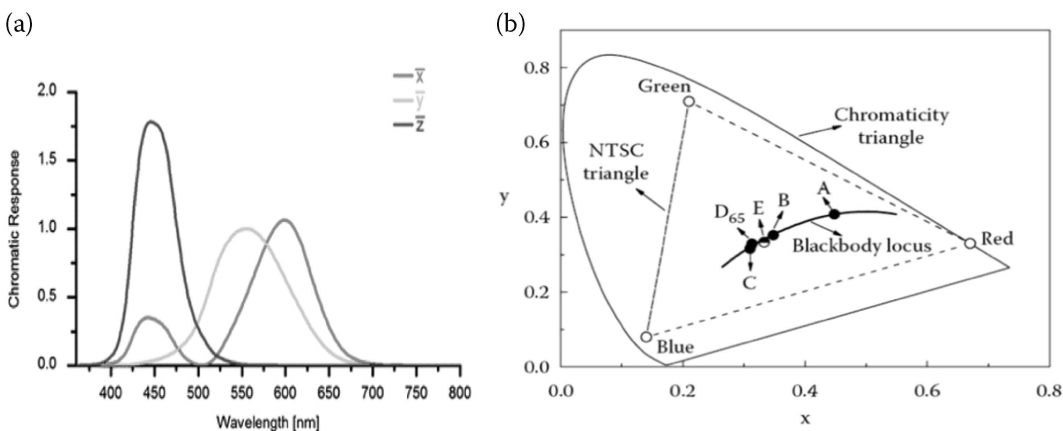 (a)
x̅
y̅
z̅
2.0
1.5
1.0
0.5
0.0
Chromatic Response
400 450 500 550 600 650 700 750 800
Wavelength [nm]
(b)
0.8
0.6
0.4
0.2
0.0
y
Green
Chromaticity
triangle
NTSC
triangle
A
B
E
D65
C
Blackbody locus
Red
Blue
0.0 0.2 0.4 0.6 0.8
x